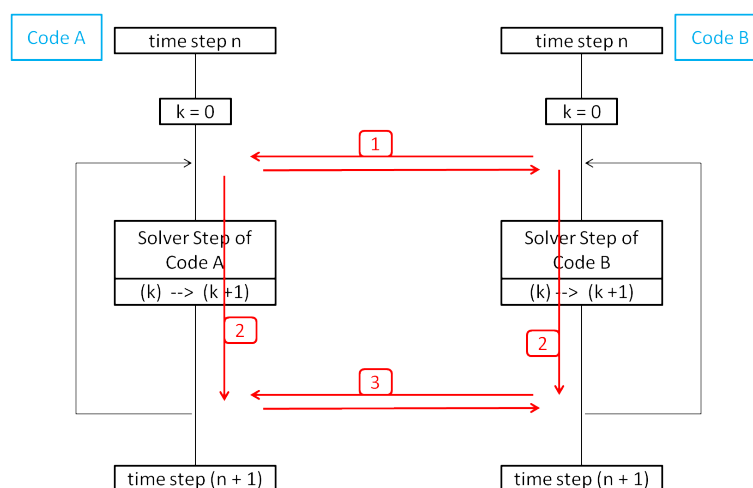 Code A
time step n
time step n
Code B
k = 0
k = 0
1
Solver Step of
Code A
(k) --> (k +1)
Solver Step of
Code B
(k) --> (k +1)
2
2
3
time step (n + 1)
time step (n + 1)